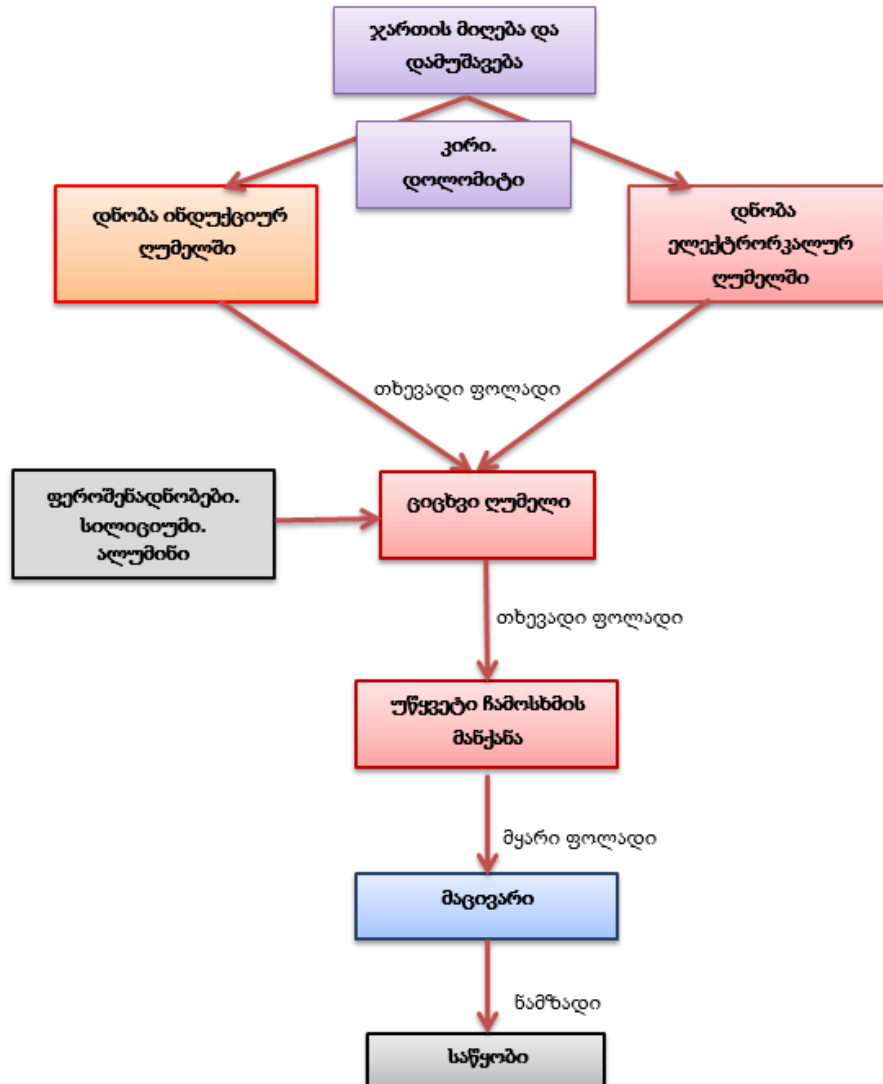 ჯართის მიღება და
დამუშავება
კირი.
დოლომიტი
დნობა ინდუქციურ
ღუმელში
დნობა
ელექტრორკალურ
ღუმელში
თხევადი ფოლადი
ფეროშენადნობები.
სილიციუმი.
ალუმინი
ციცხვი ღუმელი
თხევადი ფოლადი
უწყვეტი ჩამოსხმის
მანქანა
მყარი ფოლადი
მაცივარი
ნამზადი
საწყობი